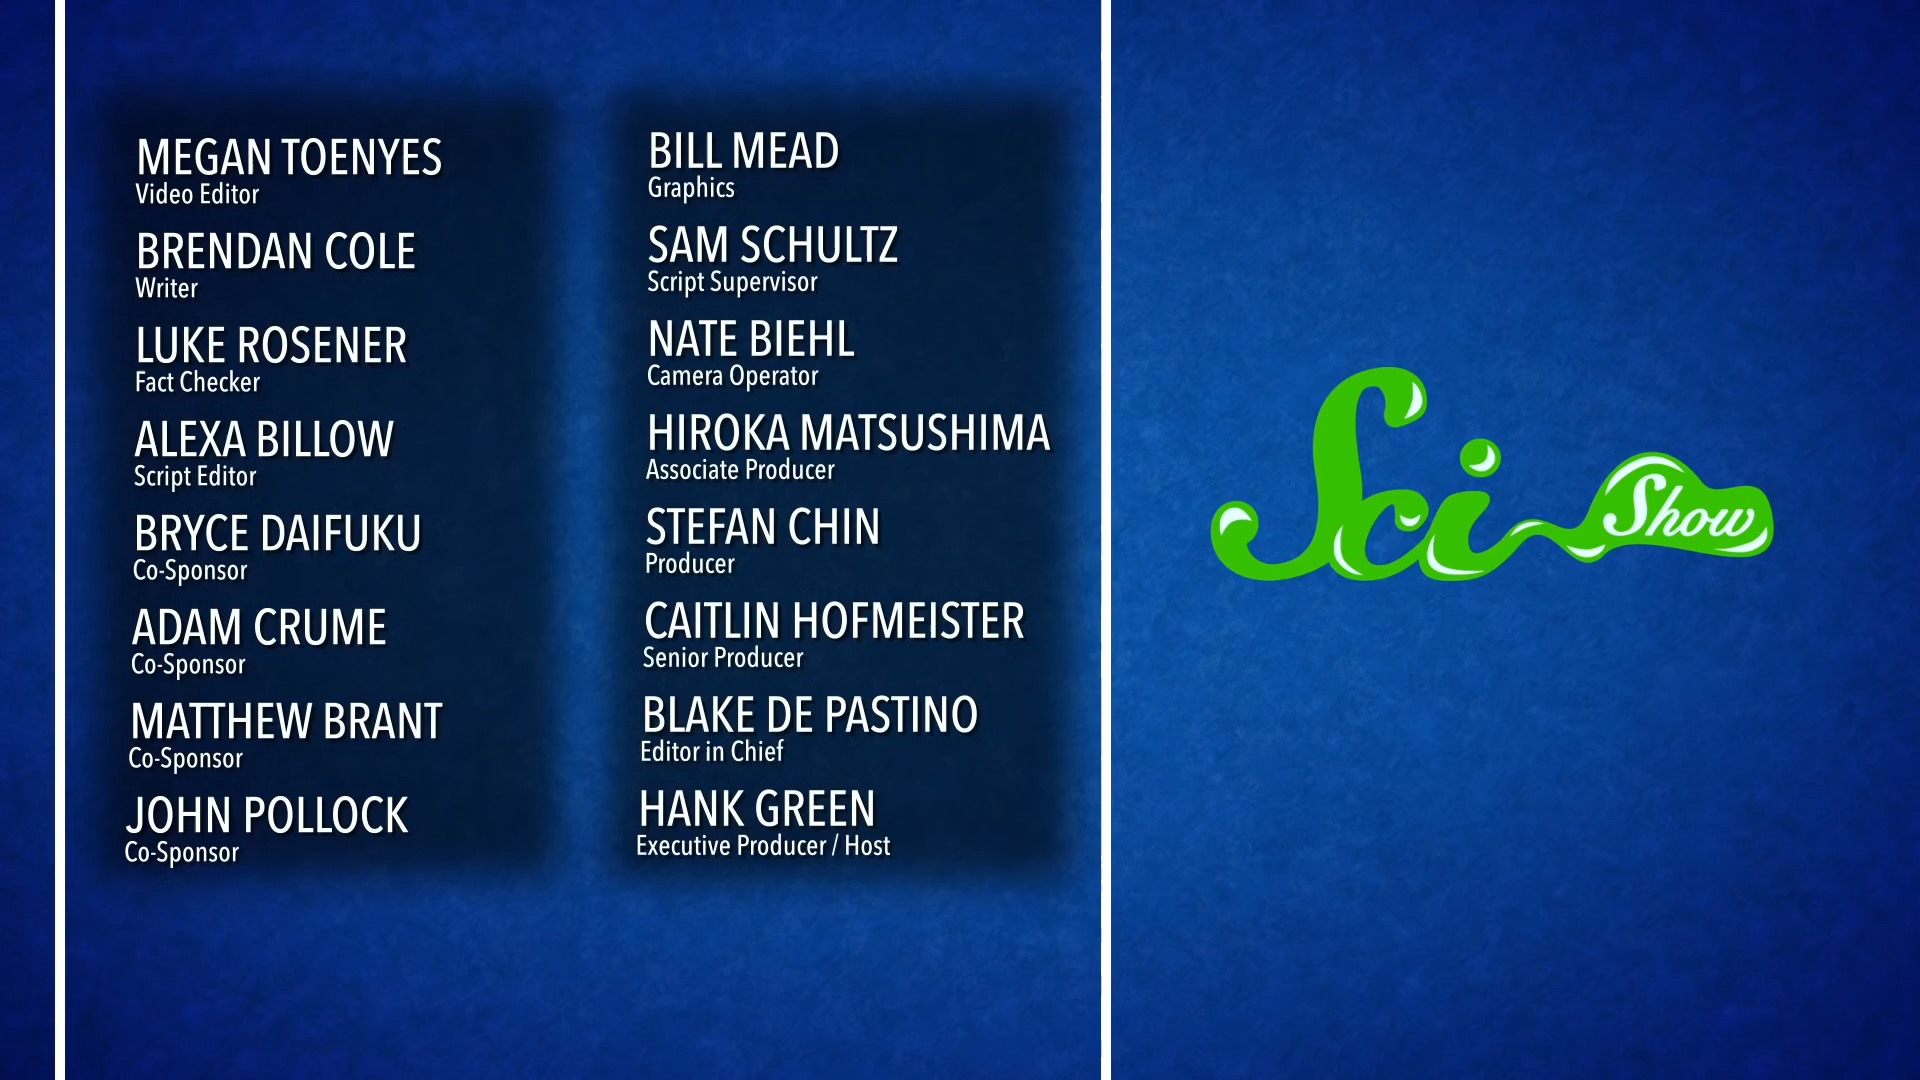 MEGAN TOENYES
Video Editor
BRENDAN COLE
Writer
LUKE ROSENER
Fact Checker
ALEXA BILLOW
Script Editor
BRYCE DAIFUKU
Co-Sponsor
ADAM CRUME
Co-Sponsor
MATTHEW BRANT
Co-Sponsor
JOHN POLLOCK
Co-Sponsor
BILL MEAD
Graphics
SAM SCHULTZ
Script Supervisor
NATE BIEHL
Camera Operator
HIROKA MATSUSHIMA
Associate Producer
STEFAN CHIN
Producer
CAITLIN HOFMEISTER
Senior Producer
BLAKE DE PASTINO
Editor in Chief
HANK GREEN
Executive Producer / Host
Sci Show